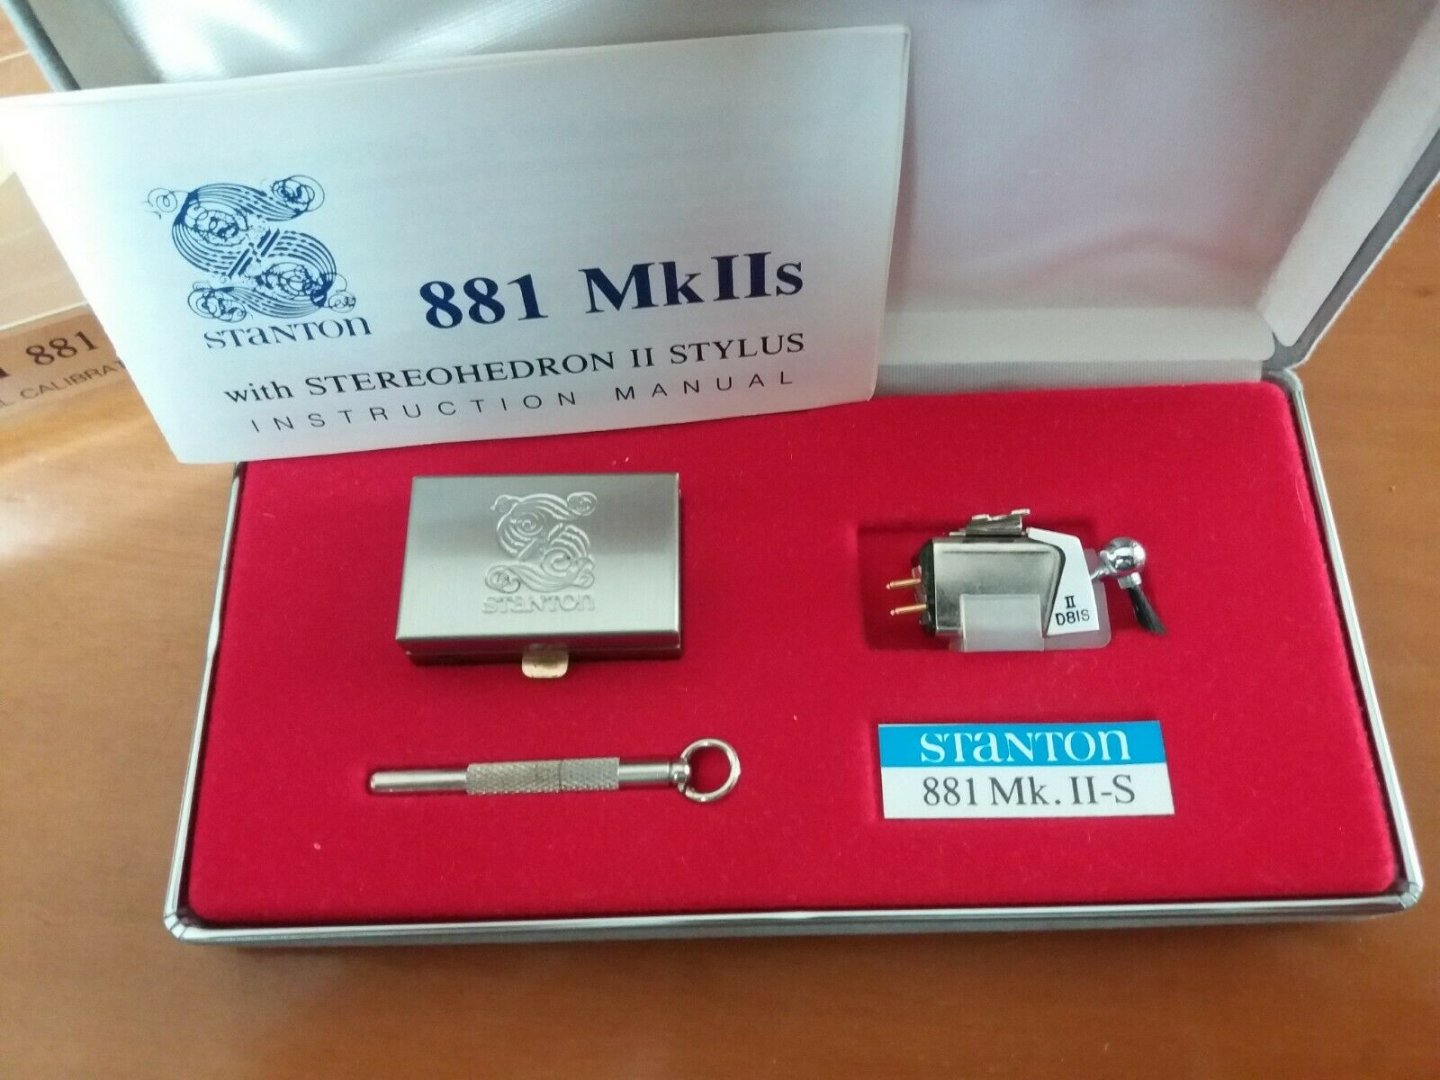 STANTON
881 MkIIs
with STEREOHEDRON II STYLUS
INSTRUCTION MANUAL
881
STANTON
II
D81S
STANTON
881 Mk. II-S